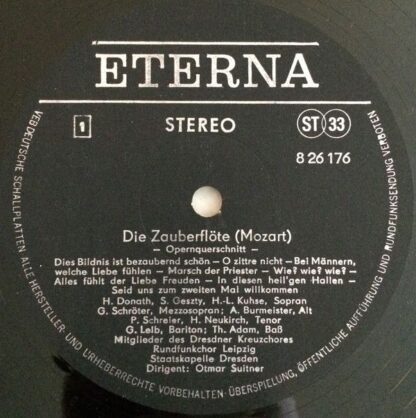 ETERNA
1
STEREO
ST 33
8 26 176
Die Zauberflöte (Mozart)
— Opernquerschnitt —
Dies Bildnis ist bezaubernd schön — O zittre nicht — Bei Männern,
welche Liebe fühlen — Marsch der Priester — Wie? wie? wie? —
Alles fühlt der Liebe Freuden — In diesen heil'gen Hallen —
Seid uns zum zweiten Mal willkommen
H. Donath, S. Geszty, H.-L. Kuhse, Sopran
G. Schröter, Mezzosopran; A. Burmeister, Alt
P. Schreier, H. Neukirch, Tenor
G. Leib, Bariton; Th. Adam, Baß
Mitglieder des Dresdner Kreuzchores
Rundfunkchor Leipzig
Staatskapelle Dresden
Dirigent: Otmar Suitner
VEB DEUTSCHE SCHALLPLATTEN ALLE HERSTELLER- UND URHEBERRECHTE VORBEHALTEN · ÜBERSPIELUNG, ÖFFENTLICHE AUFFÜHRUNG UND RUNDFUNKSENDUNG VERBOTEN